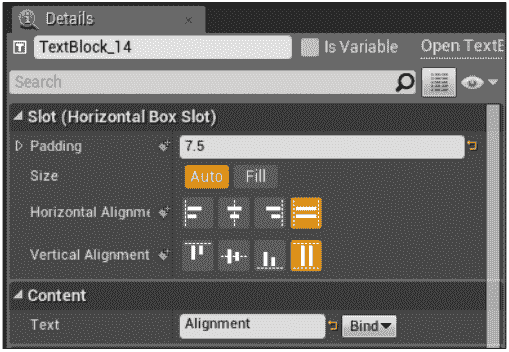 Details
TextBlock_14 Is Variable Open TextB
Search
Slot (Horizontal Box Slot)
Padding 7.5
Size Auto Fill
Horizontal Alignme
Vertical Alignment
Content
Text Alignment Bind